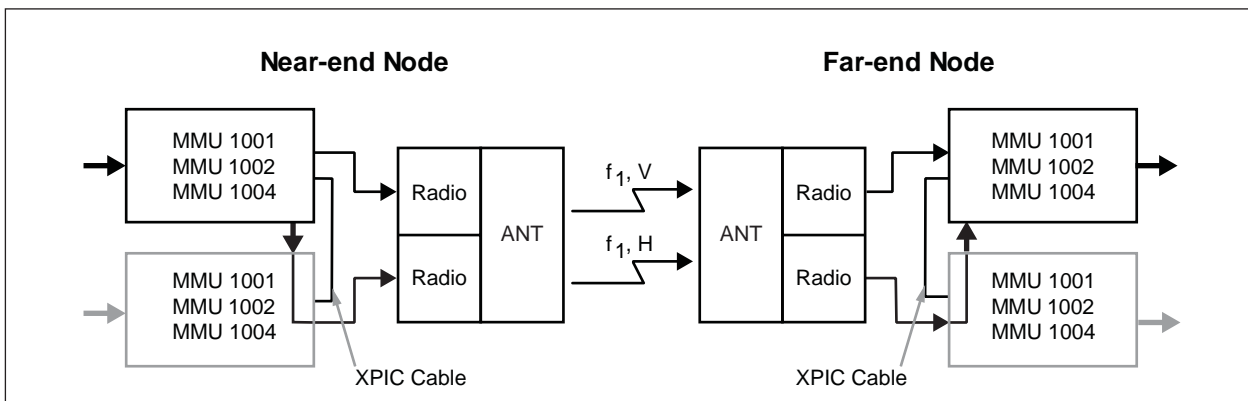 Near-end Node
Far-end Node
MMU 1001
MMU 1002
MMU 1004
MMU 1001
MMU 1002
MMU 1004
Radio
Radio
ANT
f1, V
f1, H
ANT
Radio
Radio
MMU 1001
MMU 1002
MMU 1004
MMU 1001
MMU 1002
MMU 1004
XPIC Cable
XPIC Cable